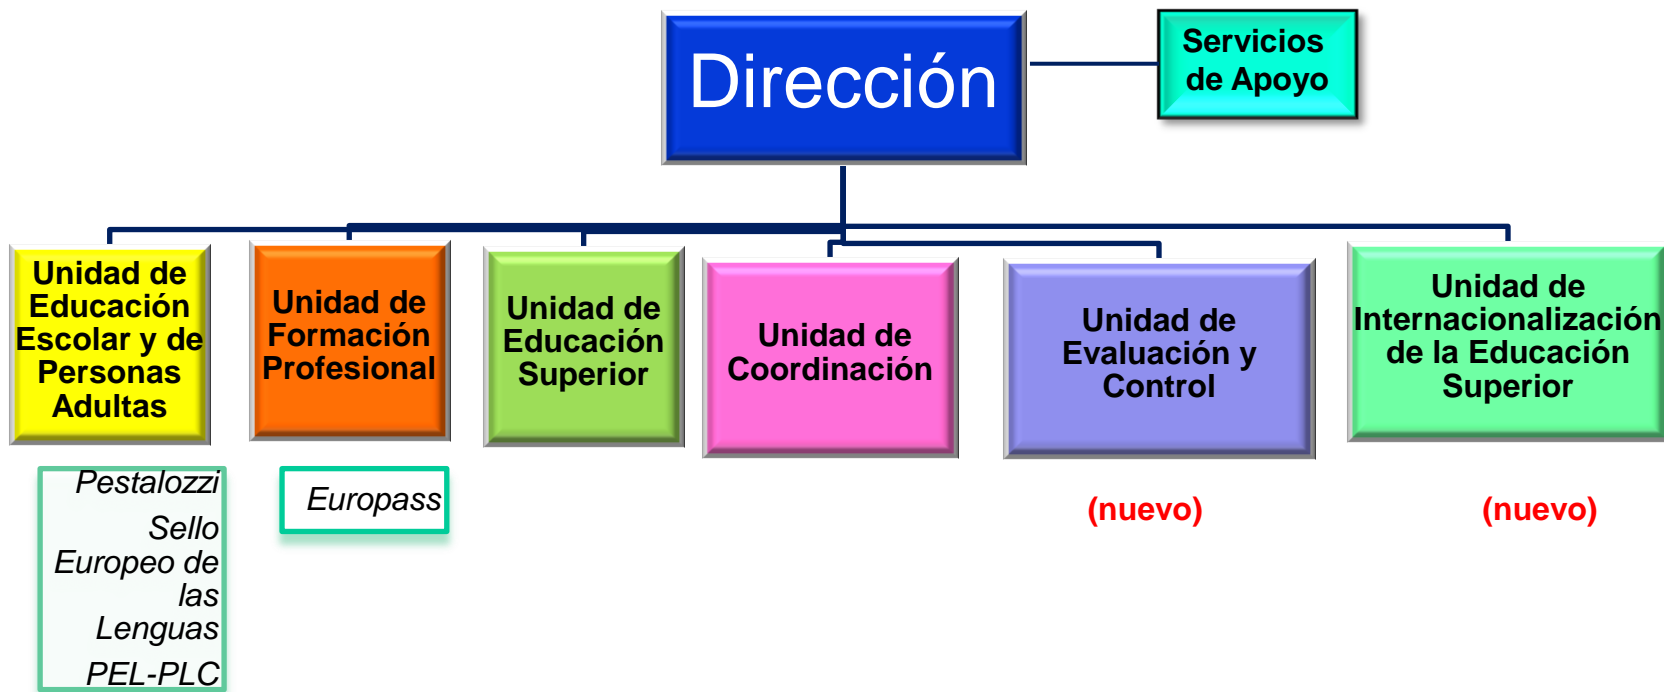 Dirección
Servicios
de Apoyo
Unidad de
Educación
Escolar y de
Personas
Adultas
Unidad de
Formación
Profesional
Unidad de
Educación
Superior
Unidad de
Coordinación
Unidad de
Evaluación y
Control
Unidad de
Internacionalización
de la Educación
Superior
Pestalozzi
Sello
Europeo de
las
Lenguas
PEL-PLC
Europass
(nuevo)
(nuevo)